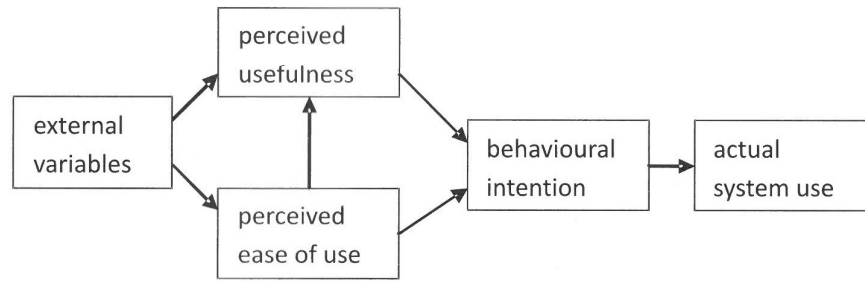 perceived
usefulness
external
variables
behavioural
intention
actual
system use
perceived
ease of use